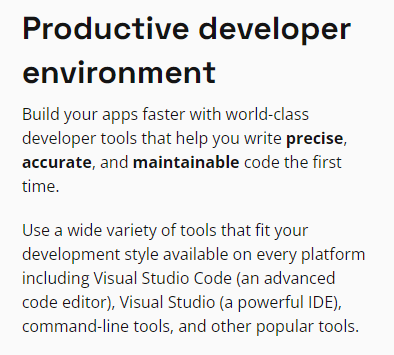 Productive developer
environment
Build your apps faster with world-class
developer tools that help you write precise,
accurate, and maintainable code the first
time.
Use a wide variety of tools that fit your
development style available on every platform
including Visual Studio Code (an advanced
code editor), Visual Studio (a powerful IDE),
command-line tools, and other popular tools.